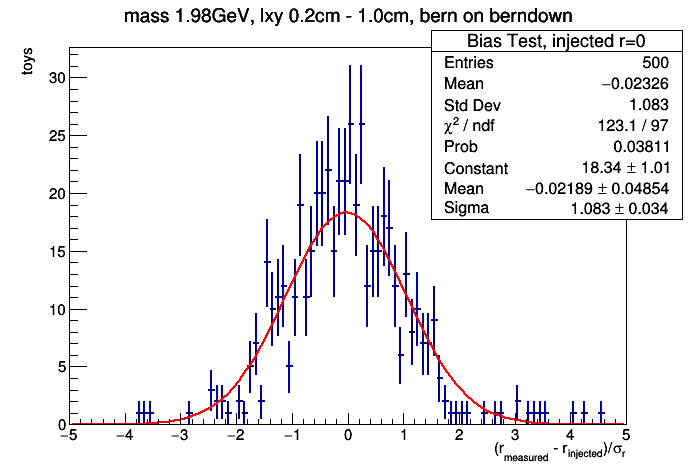 mass 1.98GeV, lxy 0.2cm - 1.0cm, bern on berndown
toys
Bias Test, injected r=0
Entries 500
Mean −0.02326
Std Dev 1.083
χ² / ndf 123.1 / 97
Prob 0.03811
Constant 18.34 ± 1.01
Mean −0.02189 ± 0.04854
Sigma 1.083 ± 0.034
30
25
20
15
10
5
0
−5 −4 −3 −2 −1 0 1 2 3 4 5
(r_measured - r_injected)/σ_r